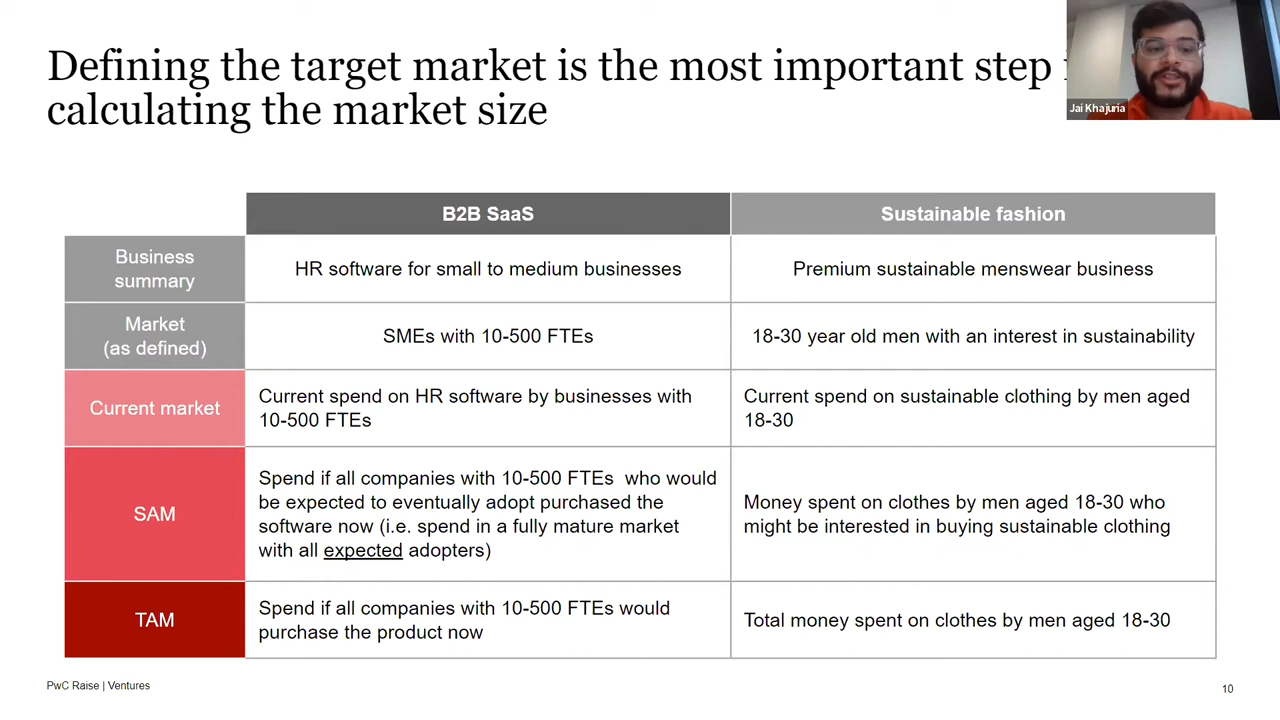 Defining the target market is the most important step
calculating the market size
Jai Khajuria
B2B SaaS
Sustainable fashion
Business
summary
HR software for small to medium businesses
Premium sustainable menswear business
Market
(as defined)
SMEs with 10-500 FTEs
18-30 year old men with an interest in sustainability
Current market
Current spend on HR software by businesses with
10-500 FTEs
Current spend on sustainable clothing by men aged
18-30
SAM
Spend if all companies with 10-500 FTEs who would
be expected to eventually adopt purchased the
software now (i.e. spend in a fully mature market
with all expected adopters)
Money spent on clothes by men aged 18-30 who
might be interested in buying sustainable clothing
TAM
Spend if all companies with 10-500 FTEs would
purchase the product now
Total money spent on clothes by men aged 18-30
PwC Raise | Ventures
10